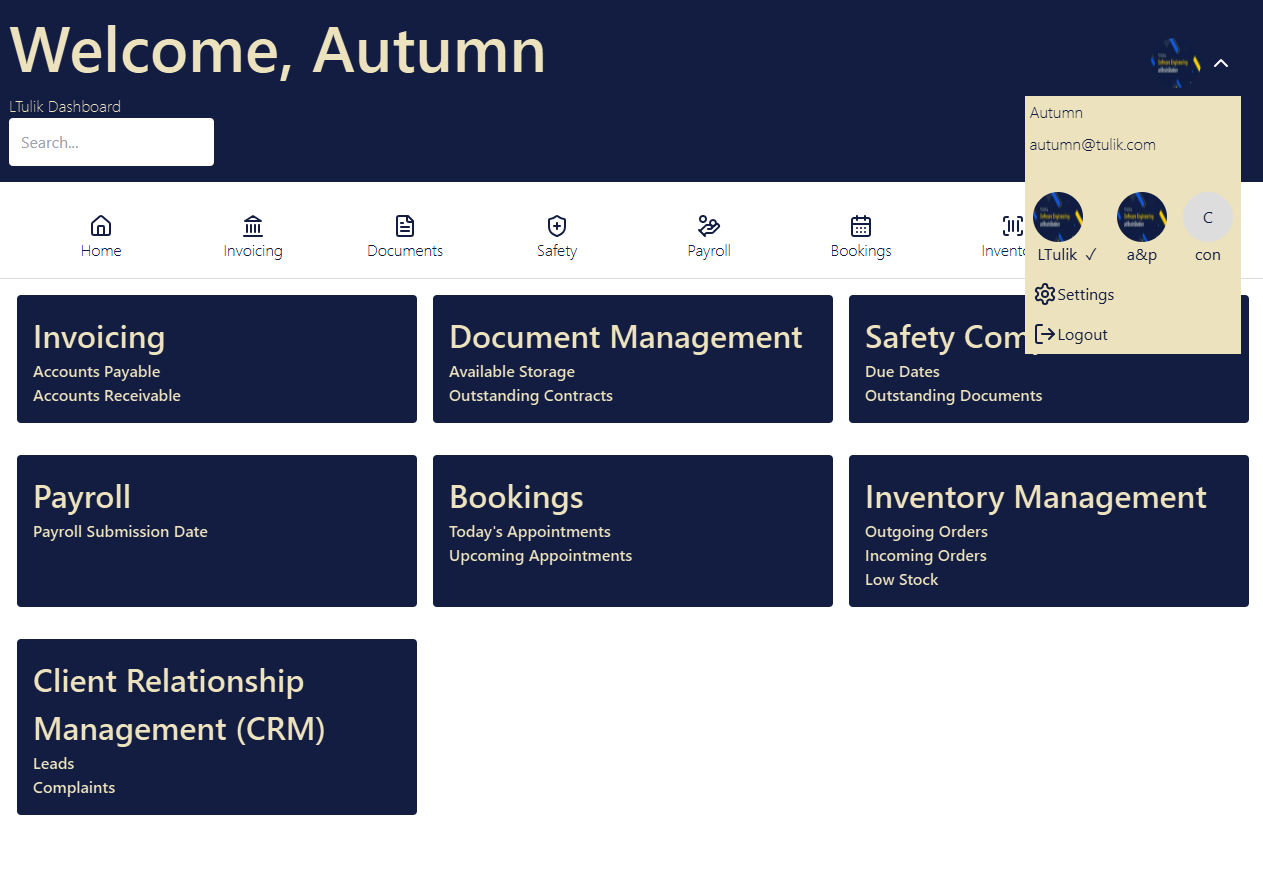 Welcome, Autumn
LTulik Dashboard
Search...
Autumn
autumn@tulik.com
LTulik ✓
a&p
C
con
Settings
Logout
Home
Invoicing
Documents
Safety
Payroll
Bookings
Invento
Invoicing
Accounts Payable
Accounts Receivable
Document Management
Available Storage
Outstanding Contracts
Safety Com
Due Dates
Outstanding Documents
Payroll
Payroll Submission Date
Bookings
Today's Appointments
Upcoming Appointments
Inventory Management
Outgoing Orders
Incoming Orders
Low Stock
Client Relationship
Management (CRM)
Leads
Complaints